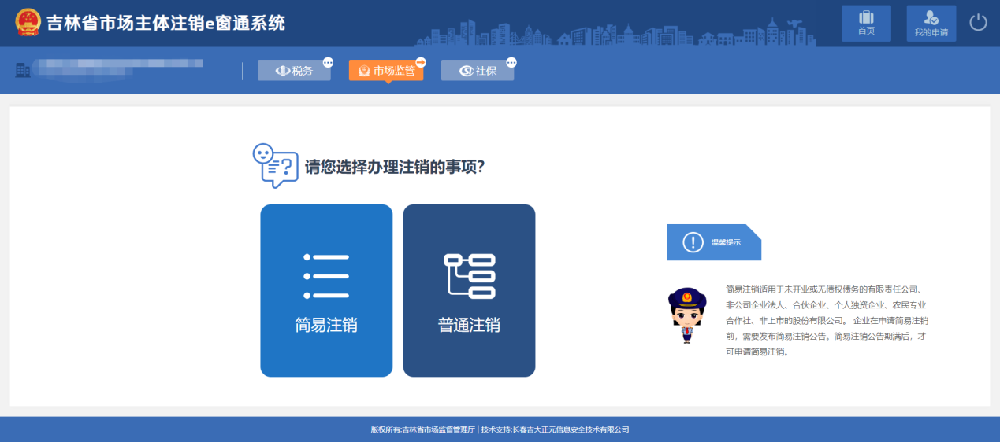 吉林省市场主体注销e窗通系统
首页
我的申请
税务
市场监管
社保
请您选择办理注销的事项?
简易注销
普通注销
温馨提示
简易注销适用于未开业或无债权债务的有限责任公司、
非公司企业法人、合伙企业、个人独资企业、农民专业
合作社、非上市的股份有限公司。 企业在申请简易注销
前，需要发布简易注销公告。简易注销公告期满后，才
可申请简易注销。
版权所有:吉林省市场监督管理厅 | 技术支持:长春吉大正元信息安全技术有限公司